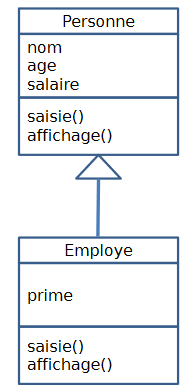 Personne
nom
age
salaire
saisie()
affichage()
Employe
prime
saisie()
affichage()